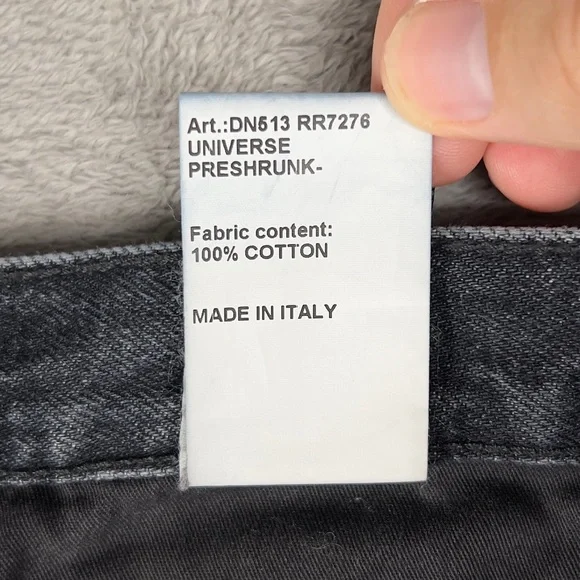 Art.:DN513 RR7276
UNIVERSE
PRESHRUNK-
Fabric content:
100% COTTON
MADE IN ITALY